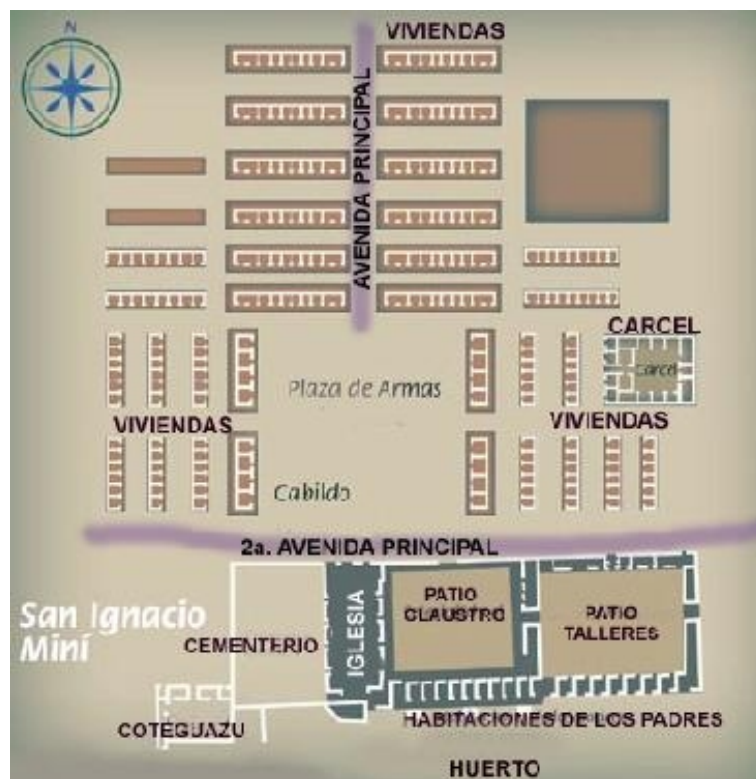 N
VIVIENDAS
AVENIDA PRINCIPAL
CARCEL
Carcel
Plaza de Armas
VIVIENDAS
VIVIENDAS
Cabildo
2a. AVENIDA PRINCIPAL
San Ignacio
Miní
CEMENTERIO
IGLESIA
PATIO
CLAUSTRO
PATIO
TALLERES
COTEGUAZU
HABITACIONES DE LOS PADRES
HUERTO